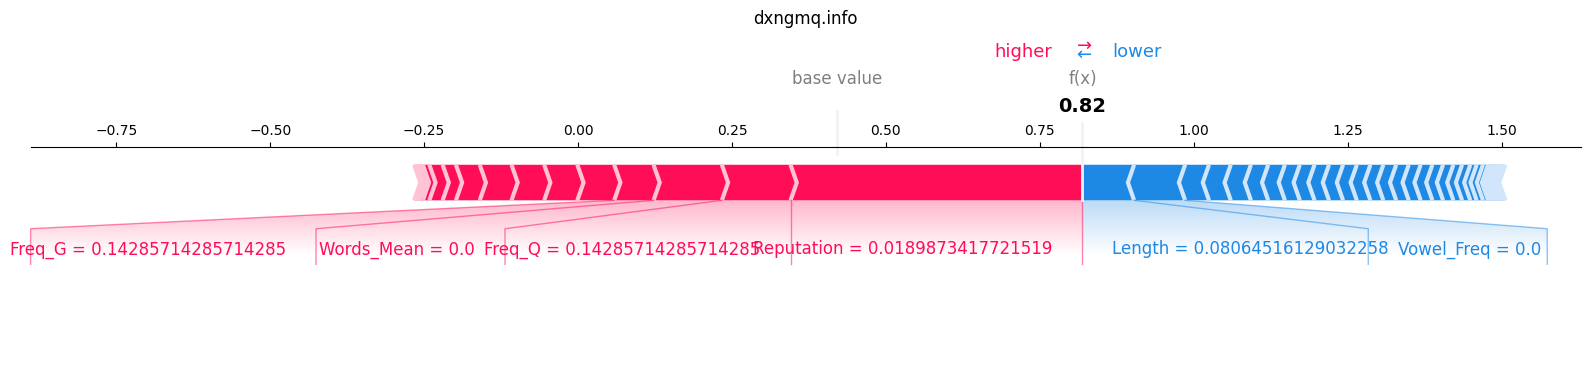 dxngmq.info
higher → ← lower
base value f(x)
0.82
−0.75 −0.50 −0.25 0.00 0.25 0.50 0.75 1.00 1.25 1.50
Freq_G = 0.14285714285714285 Words_Mean = 0.0 Freq_Q = 0.14285714285714285 Reputation = 0.0189873417721519 Length = 0.08064516129032258 Vowel_Freq = 0.0